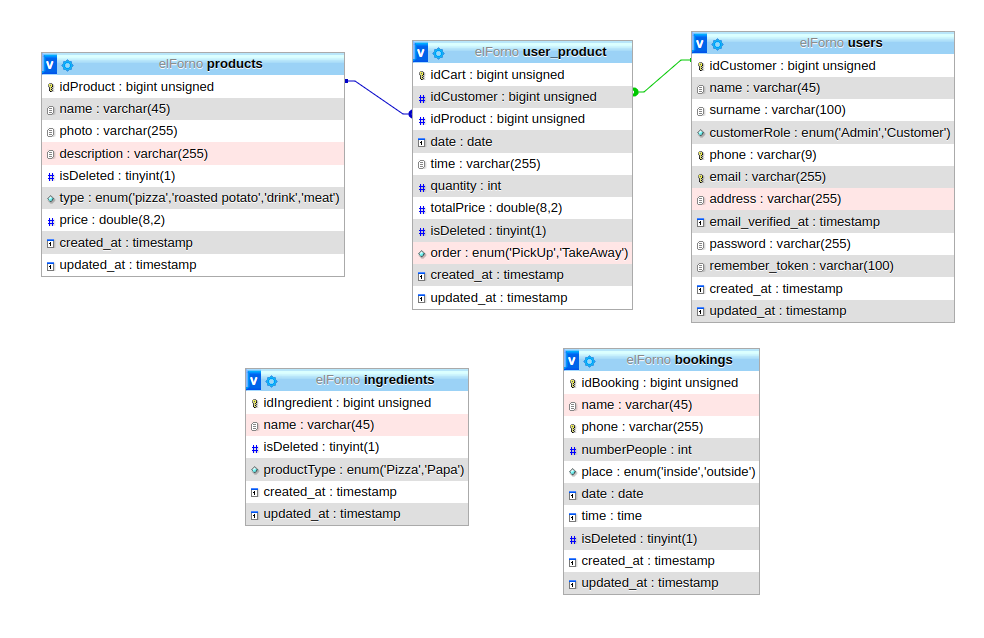 v elForno products
idProduct : bigint unsigned
name : varchar(45)
photo : varchar(255)
description : varchar(255)
# isDeleted : tinyint(1)
type : enum('pizza','roasted potato','drink','meat')
# price : double(8,2)
created_at : timestamp
updated_at : timestamp
v elForno user_product
idCart : bigint unsigned
# idCustomer : bigint unsigned
# idProduct : bigint unsigned
date : date
time : varchar(255)
# quantity : int
# totalPrice : double(8,2)
# isDeleted : tinyint(1)
order : enum('PickUp','TakeAway')
created_at : timestamp
updated_at : timestamp
v elForno users
idCustomer : bigint unsigned
name : varchar(45)
surname : varchar(100)
customerRole : enum('Admin','Customer')
phone : varchar(9)
email : varchar(255)
address : varchar(255)
email_verified_at : timestamp
password : varchar(255)
remember_token : varchar(100)
created_at : timestamp
updated_at : timestamp
v elForno ingredients
idIngredient : bigint unsigned
name : varchar(45)
# isDeleted : tinyint(1)
productType : enum('Pizza','Papa')
created_at : timestamp
updated_at : timestamp
v elForno bookings
idBooking : bigint unsigned
name : varchar(45)
phone : varchar(255)
# numberPeople : int
place : enum('inside','outside')
date : date
time : time
# isDeleted : tinyint(1)
created_at : timestamp
updated_at : timestamp